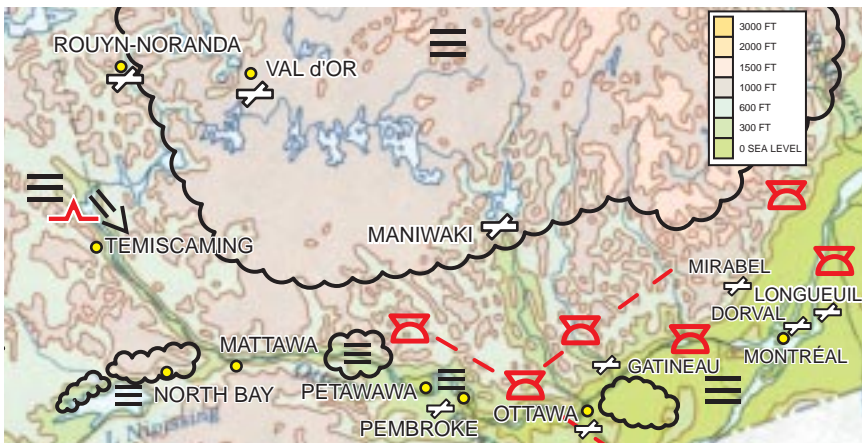 3000 FT
2000 FT
1500 FT
1000 FT
600 FT
300 FT
0 SEA LEVEL
ROUYN-NORANDA
VAL d'OR
MANIWAKI
TEMISCAMING
MIRABEL
LONGUEUIL
DORVAL
MONTRÉAL
MATTAWA
GATINEAU
NORTH BAY
PETAWAWA
PEMBROKE
OTTAWA
L. Nipissing